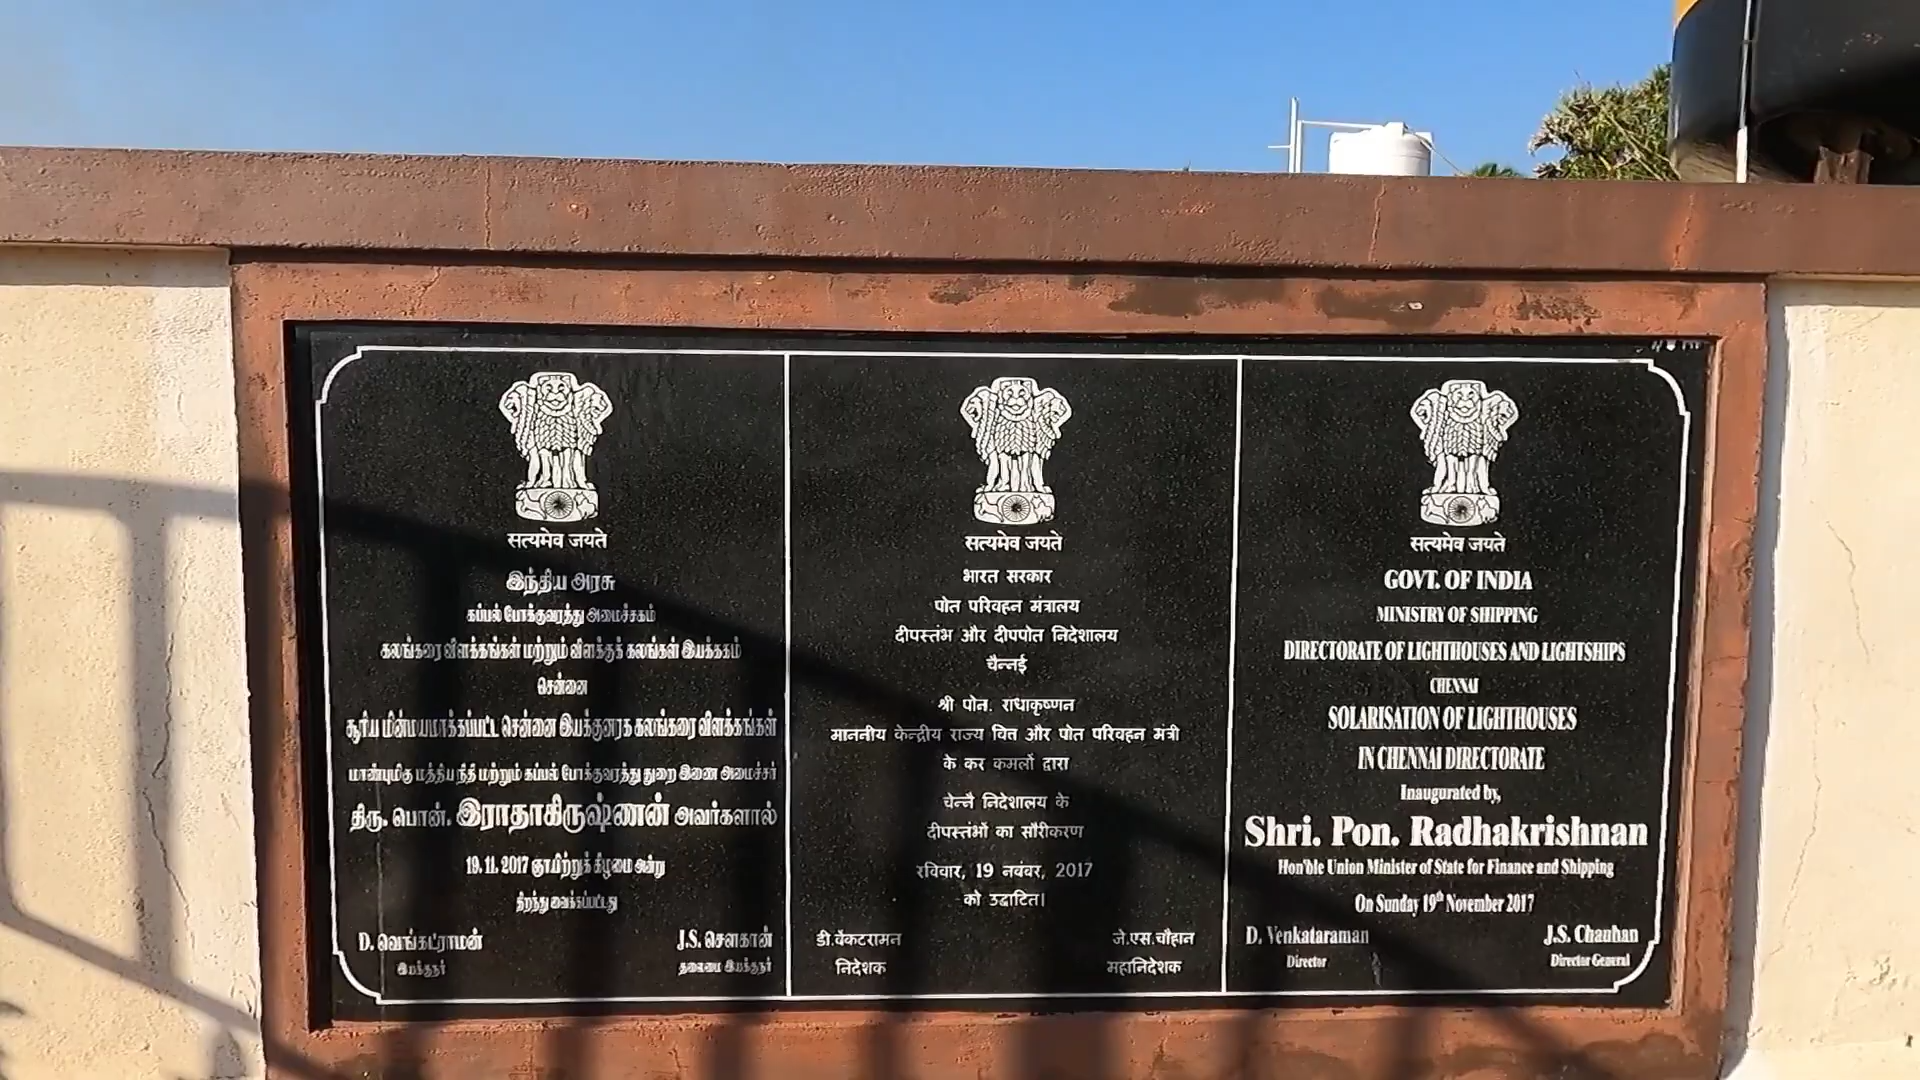 सत्यमेव जयते
இந்திய அரசு
கப்பல் போக்குவரத்து அமைச்சகம்
கலங்கரை விளக்கங்கள் மற்றும் விளக்குக் கலங்கள் இயக்ககம்
சென்னை
சூரிய மின்மயமாக்கப்பட்ட சென்னை இயக்குனரக கலங்கரை விளக்கங்கள்
மாண்புமிகு மத்திய நிதி மற்றும் கப்பல் போக்குவரத்து துறை இணை அமைச்சர்
திரு. பொன். இராதாகிருஷ்ணன் அவர்களால்
19.11.2017 ஞாயிற்றுக்கிழமை அன்று
திறந்து வைக்கப்பட்டது
D. வெங்கட்ராமன்
இயக்குநர்
J.S. சௌகான்
தலைமை இயக்குநர்
सत्यमेव जयते
भारत सरकार
पोत परिवहन मंत्रालय
दीपस्तंभ और दीपपोत निदेशालय
चैन्नई
श्री पोन. राधाकृष्णन
माननीय केन्द्रीय राज्य वित्त और पोत परिवहन मंत्री
के कर कमलों द्वारा
चेन्नै निदेशालय के
दीपस्तंभों का सौरीकरण
रविवार, 19 नवंवर, 2017
को उद्घाटित।
डी.वेंकटरामन
निदेशक
जे.एस.चौहान
महानिदेशक
सत्यमेव जयते
GOVT. OF INDIA
MINISTRY OF SHIPPING
DIRECTORATE OF LIGHTHOUSES AND LIGHTSHIPS
CHENNAI
SOLARISATION OF LIGHTHOUSES
IN CHENNAI DIRECTORATE
Inaugurated by,
Shri. Pon. Radhakrishnan
Hon'ble Union Minister of State for Finance and Shipping
On Sunday 19th November 2017
D. Venkataraman
Director
J.S. Chauhan
Director General